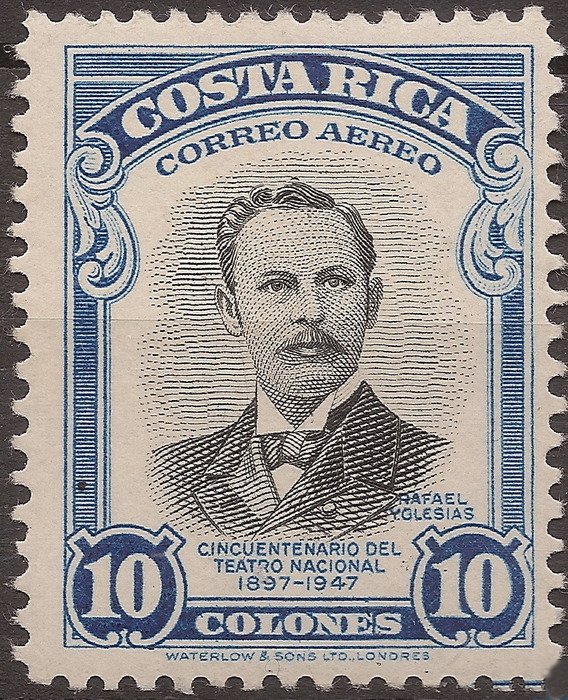 COSTA RICA
CORREO AEREO
RAFAEL
YGLESIAS
CINCUENTENARIO DEL
TEATRO NACIONAL
1897-1947
10 10
COLONES
WATERLOW & SONS LTD., LONDRES